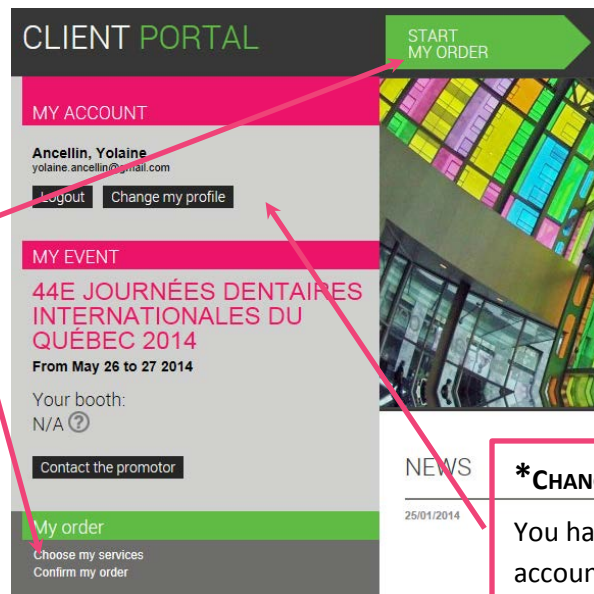 CLIENT PORTAL
START
MY ORDER
MY ACCOUNT
Ancellin, Yolaine
yolaine.ancellin@gmail.com
Logout
Change my profile
MY EVENT
44E JOURNÉES DENTAIRES
INTERNATIONALES DU
QUÉBEC 2014
From May 26 to 27 2014
Your booth:
N/A ?
Contact the promotor
My order
Choose my services
Confirm my order
NEWS
25/01/2014
*CHAN
You ha
accoun